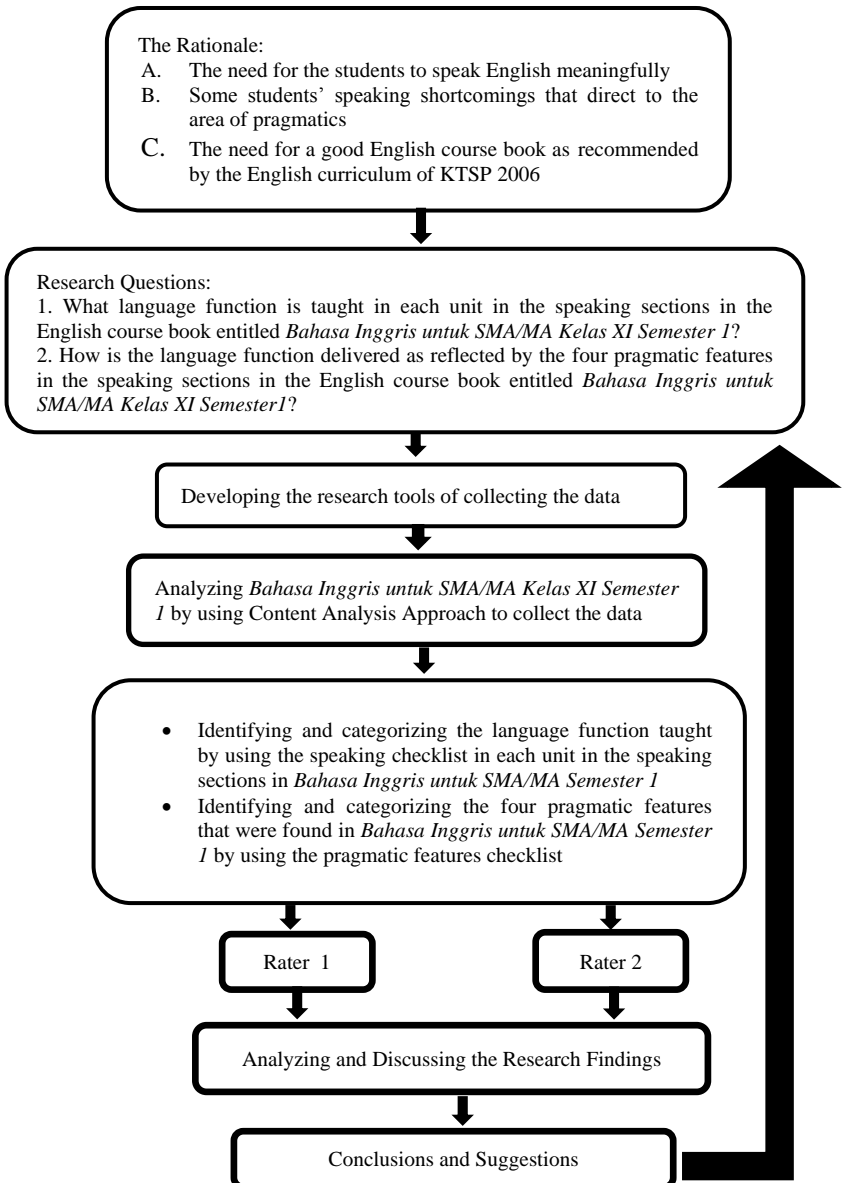 The Rationale:
A. The need for the students to speak English meaningfully
B. Some students’ speaking shortcomings that direct to the
area of pragmatics
C. The need for a good English course book as recommended
by the English curriculum of KTSP 2006
Research Questions:
1. What language function is taught in each unit in the speaking sections in the
English course book entitled Bahasa Inggris untuk SMA/MA Kelas XI Semester 1?
2. How is the language function delivered as reflected by the four pragmatic features
in the speaking sections in the English course book entitled Bahasa Inggris untuk
SMA/MA Kelas XI Semester1?
Developing the research tools of collecting the data
Analyzing Bahasa Inggris untuk SMA/MA Kelas XI Semester
1 by using Content Analysis Approach to collect the data
• Identifying and categorizing the language function taught
by using the speaking checklist in each unit in the speaking
sections in Bahasa Inggris untuk SMA/MA Semester 1
• Identifying and categorizing the four pragmatic features
that were found in Bahasa Inggris untuk SMA/MA Semester
1 by using the pragmatic features checklist
Rater 1
Rater 2
Analyzing and Discussing the Research Findings
Conclusions and Suggestions